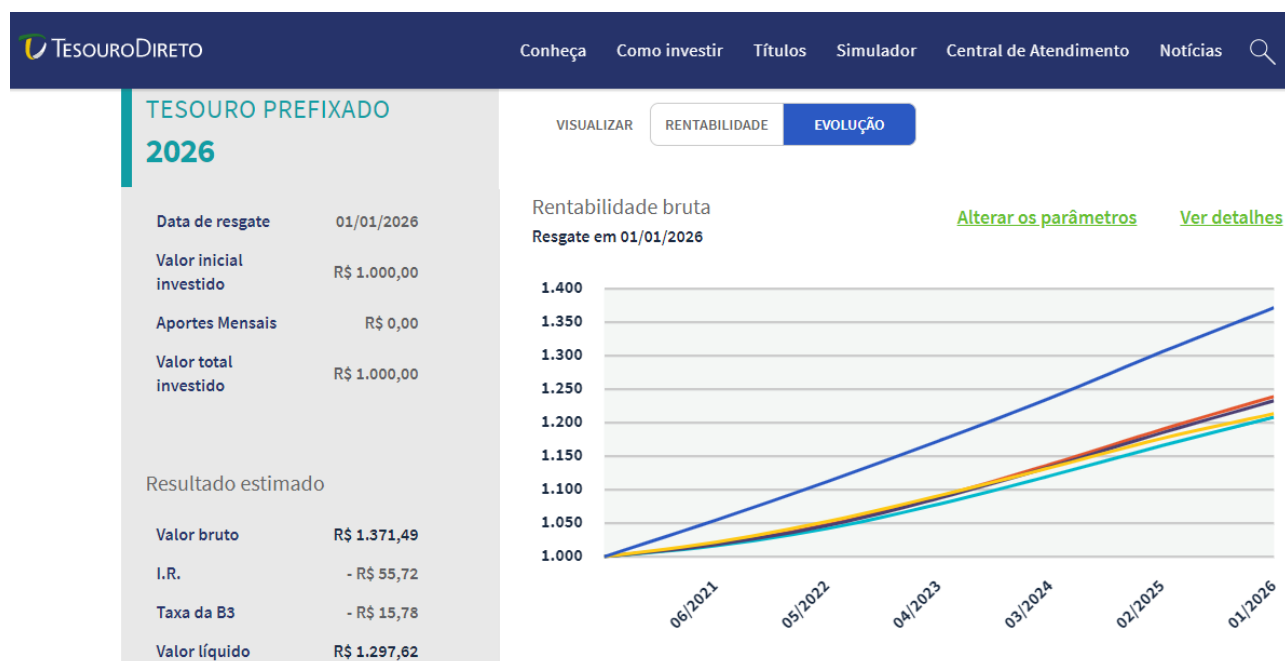 TESOURODIRETO
Conheça Como investir Títulos Simulador Central de Atendimento Notícias
TESOURO PREFIXADO
2026
Data de resgate 01/01/2026
Valor inicial
investido R$ 1.000,00
Aportes Mensais R$ 0,00
Valor total
investido R$ 1.000,00
Resultado estimado
Valor bruto R$ 1.371,49
I.R. - R$ 55,72
Taxa da B3 - R$ 15,78
Valor líquido R$ 1.297,62
VISUALIZAR RENTABILIDADE EVOLUÇÃO
Rentabilidade bruta
Resgate em 01/01/2026
Alterar os parâmetros Ver detalhes
1.400
1.350
1.300
1.250
1.200
1.150
1.100
1.050
1.000
06/2021 05/2022 04/2023 03/2024 02/2025 01/2026